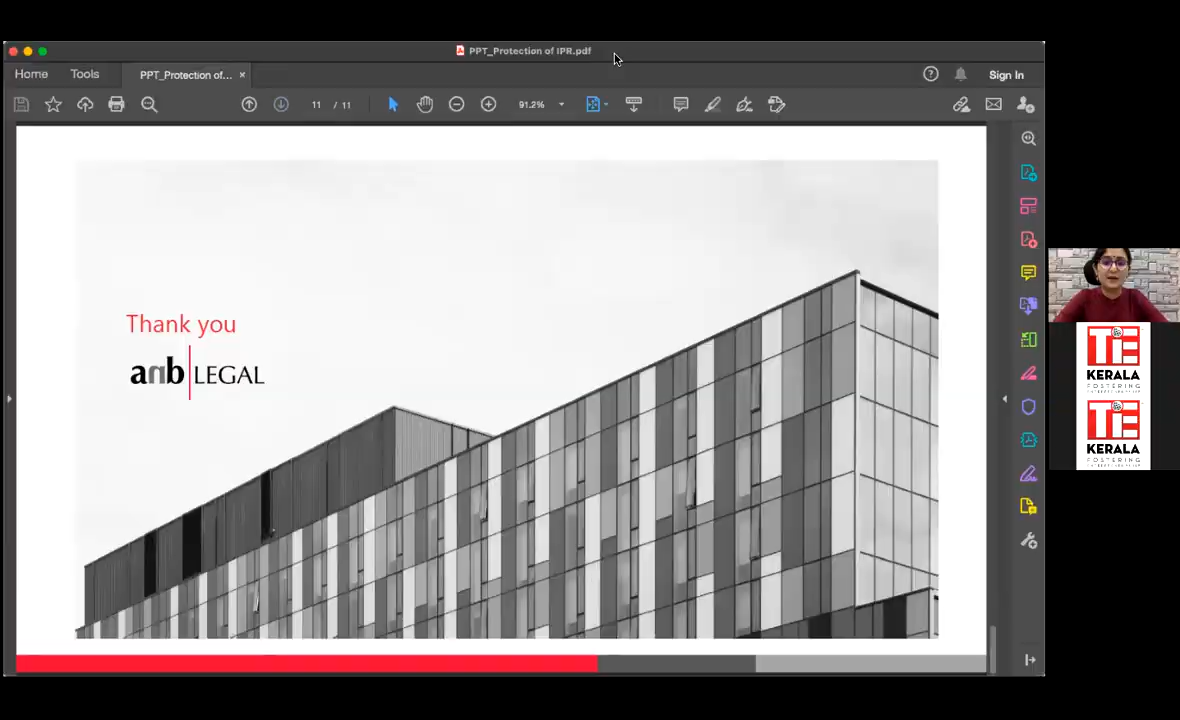 PPT_Protection of IPR.pdf
Home
Tools
PPT_Protection of... ×
Sign In
11 / 11
91.2%
Thank you
anb LEGAL
TiE
KERALA
FOSTERING
TiE
KERALA
FOSTERING